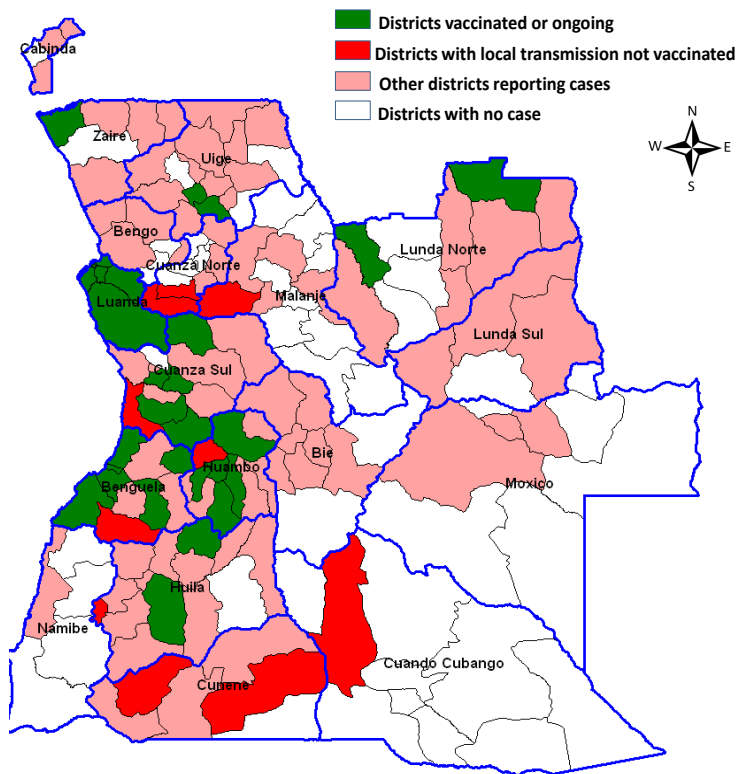 Districts vaccinated or ongoing
Districts with local transmission not vaccinated
Other districts reporting cases
Districts with no case
N
W E
S
Cabinda
Zaire
Uige
Bengo
Lunda Norte
Cuanza Norte
Luanda
Malanje
Lunda Sul
Cuanza Sul
Bie
Huambo
Benguela
Moxico
Huila
Namibe
Cuando Cubango
Cunene